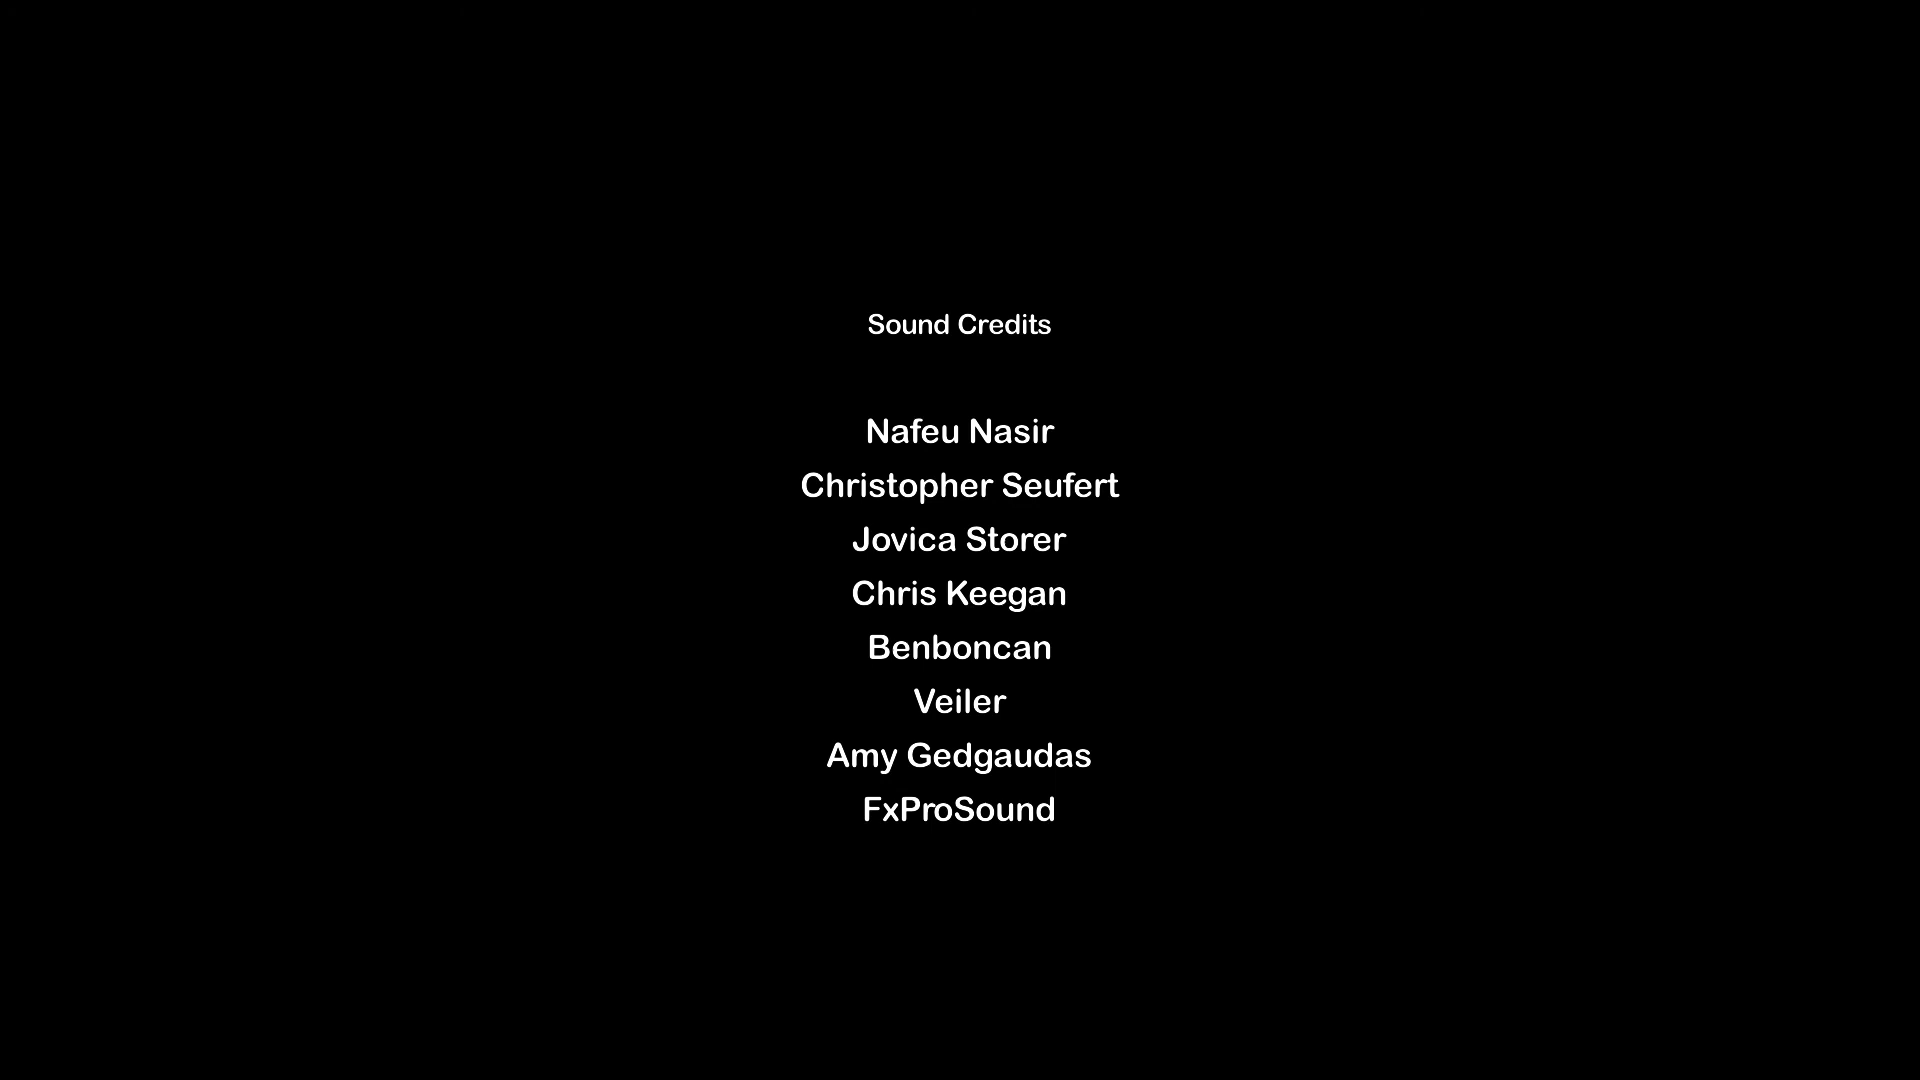 Sound Credits
Nafeu Nasir
Christopher Seufert
Jovica Storer
Chris Keegan
Benboncan
Veiler
Amy Gedgaudas
FxProSound